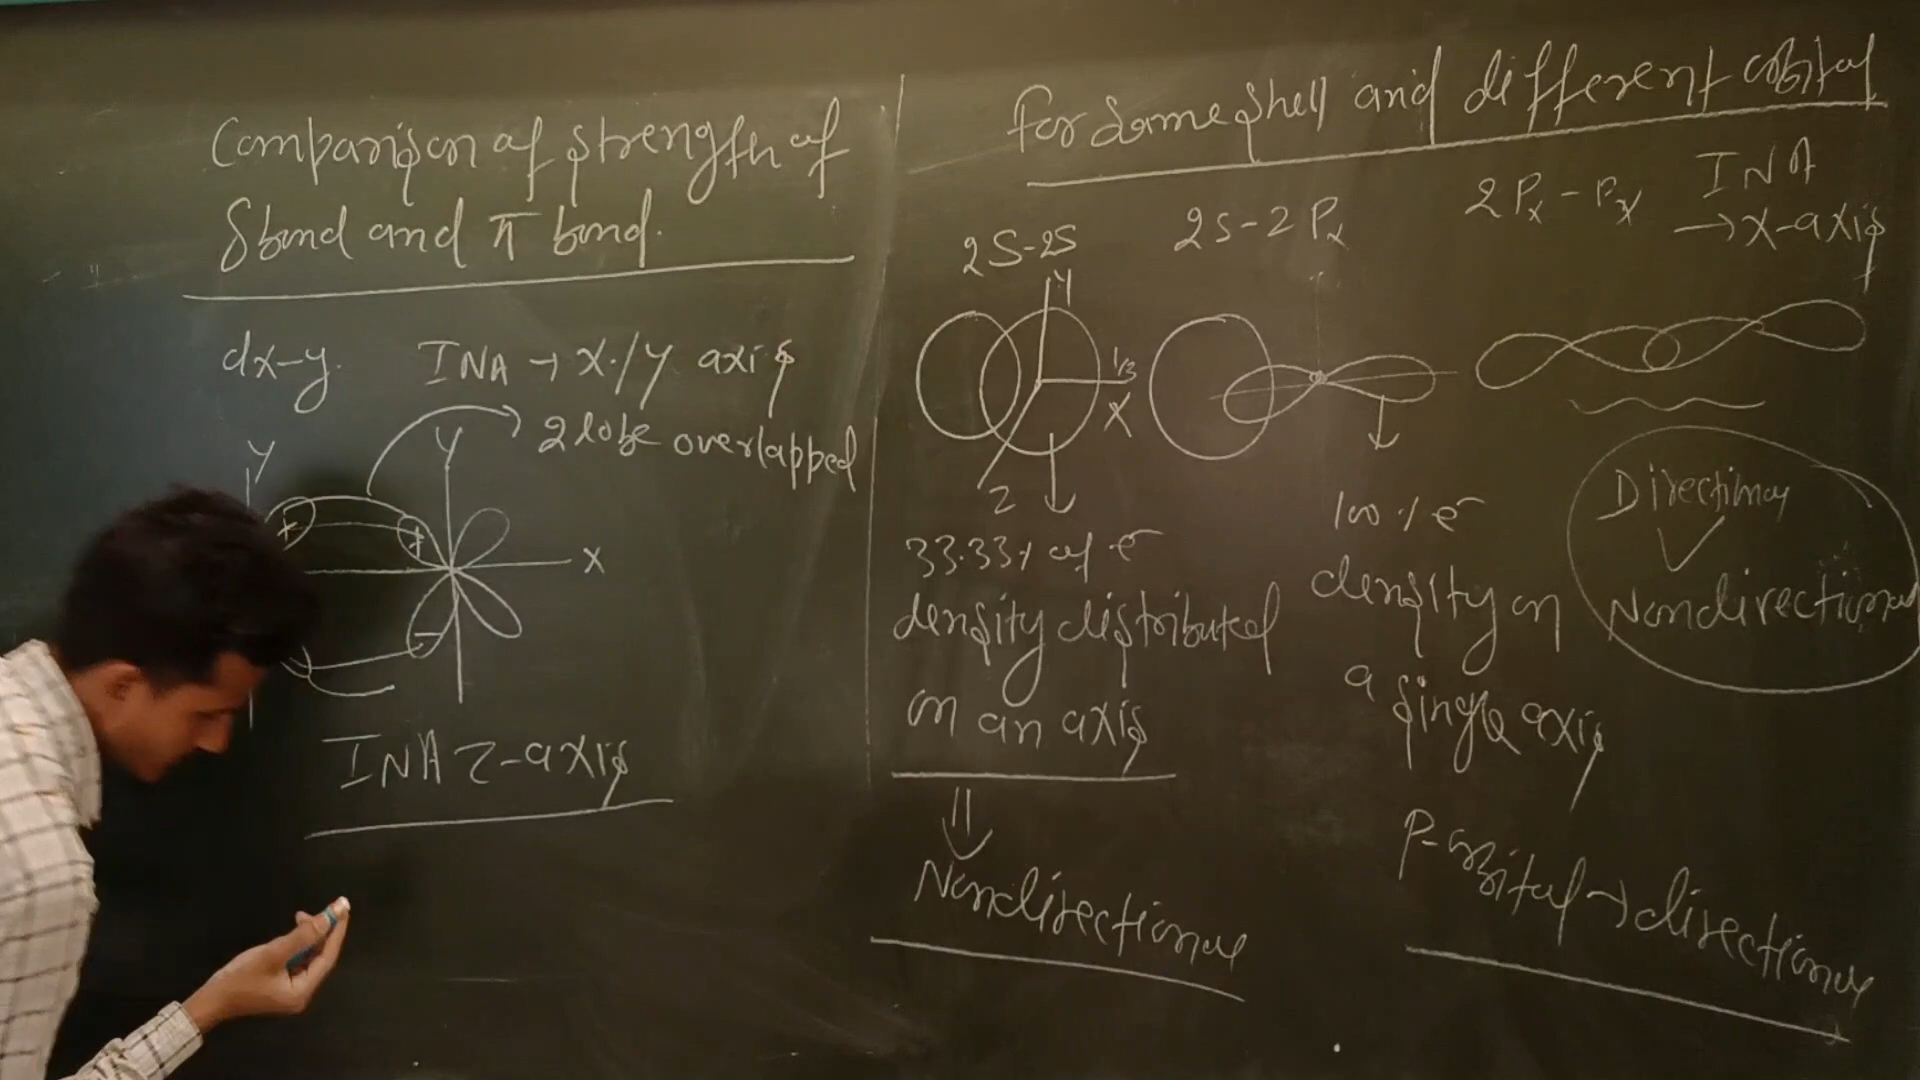 Comparison of strength of
δ bond and π bond.
dx-y. INA → x/y axis
2 lobe overlapped
Y
Y
+
+
X
-
INA Z-axis
For same shell and different orbital
2S-2S
2S-2Px
2Px-Px
INA
→ X-axis
Y
X
Z
33.33% of e-
density distributed
on an axis
⇓
Nondirectional
100% e-
density on
a single axis
P-orbital → directional
Directional
Nondirectional